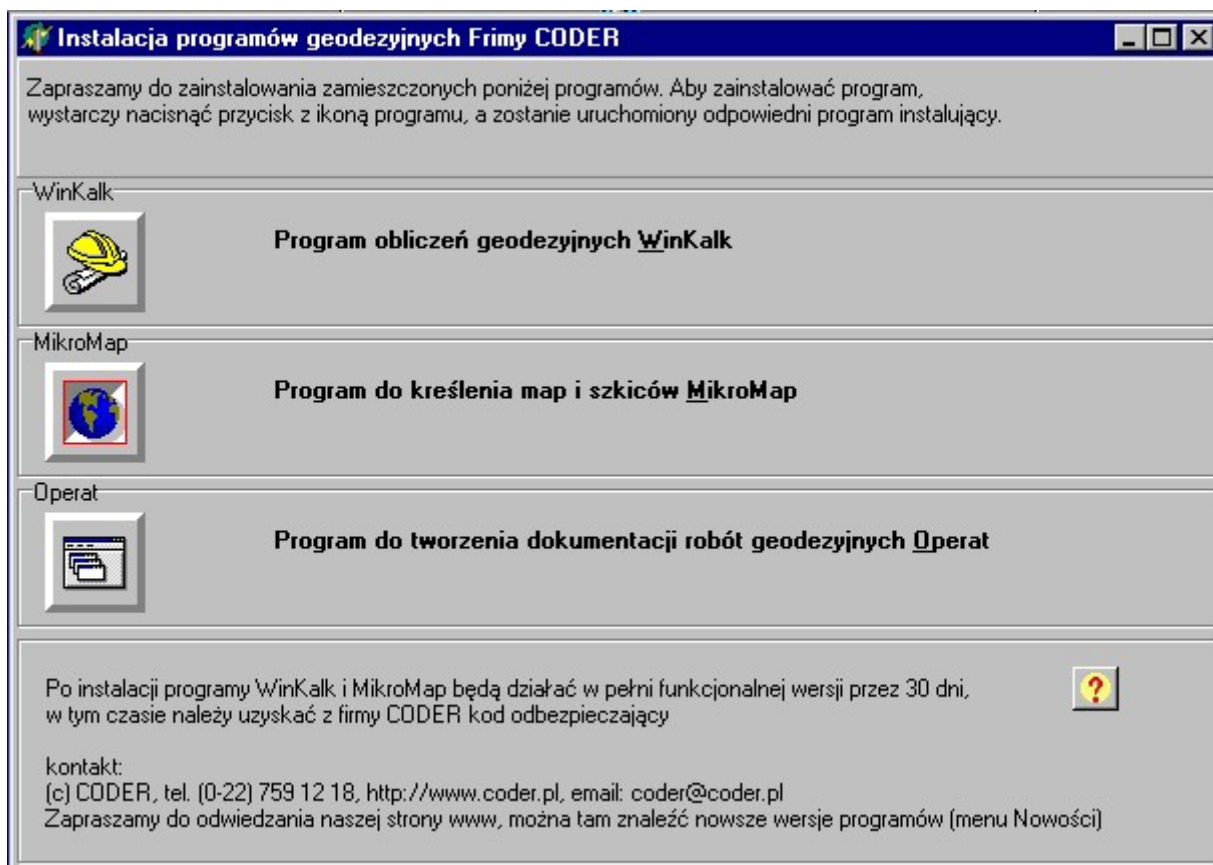 Instalacja programów geodezyjnych Frimy CODER
Zapraszamy do zainstalowania zamieszczonych poniżej programów. Aby zainstalować program,
wystarczy nacisnąć przycisk z ikoną programu, a zostanie uruchomiony odpowiedni program instalujący.
WinKalk
Program obliczeń geodezyjnych WinKalk
MikroMap
Program do kreślenia map i szkiców MikroMap
Operat
Program do tworzenia dokumentacji robót geodezyjnych Operat
Po instalacji programy WinKalk i MikroMap będą działać w pełni funkcjonalnej wersji przez 30 dni,
w tym czasie należy uzyskać z firmy CODER kod odbezpieczający
?
kontakt:
(c) CODER, tel. (0-22) 759 12 18, http://www.coder.pl, email: coder@coder.pl
Zapraszamy do odwiedzania naszej strony www, można tam znaleźć nowsze wersje programów (menu Nowości)